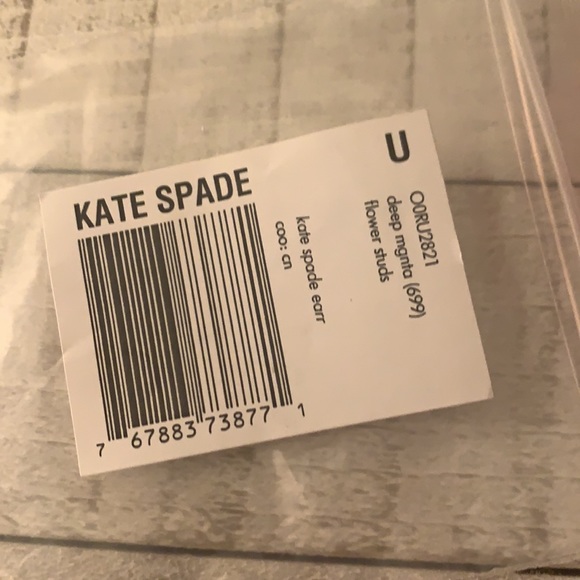 KATE SPADE
7 67883 73877 1
kate spade earr
coo: cn
U
O0RU2821
deep mgnta (699)
flower studs